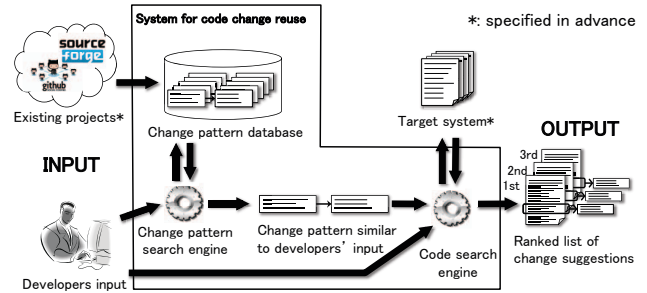 System for code change reuse
*: specified in advance
source
forge
github
Existing projects*
Change pattern database
Target system*
OUTPUT
3rd
2nd
1st
INPUT
Change pattern
search engine
Change pattern similar
to developers' input
Code search
engine
Ranked list of
change suggestions
Developers input